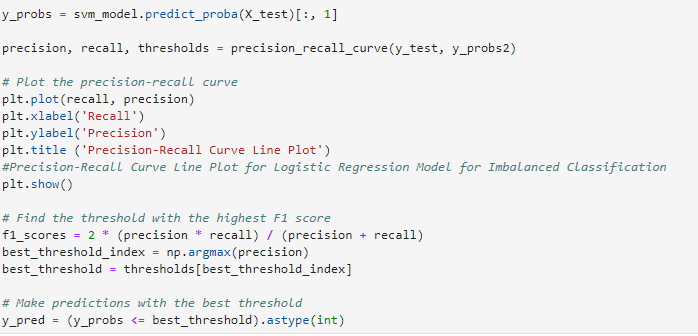 y_probs = svm_model.predict_proba(X_test)[:, 1]
precision, recall, thresholds = precision_recall_curve(y_test, y_probs2)
# Plot the precision-recall curve
plt.plot(recall, precision)
plt.xlabel('Recall')
plt.ylabel('Precision')
plt.title ('Precision-Recall Curve Line Plot')
#Precision-Recall Curve Line Plot for Logistic Regression Model for Imbalanced Classification
plt.show()
# Find the threshold with the highest F1 score
f1_scores = 2 * (precision * recall) / (precision + recall)
best_threshold_index = np.argmax(precision)
best_threshold = thresholds[best_threshold_index]
# Make predictions with the best threshold
y_pred = (y_probs <= best_threshold).astype(int)